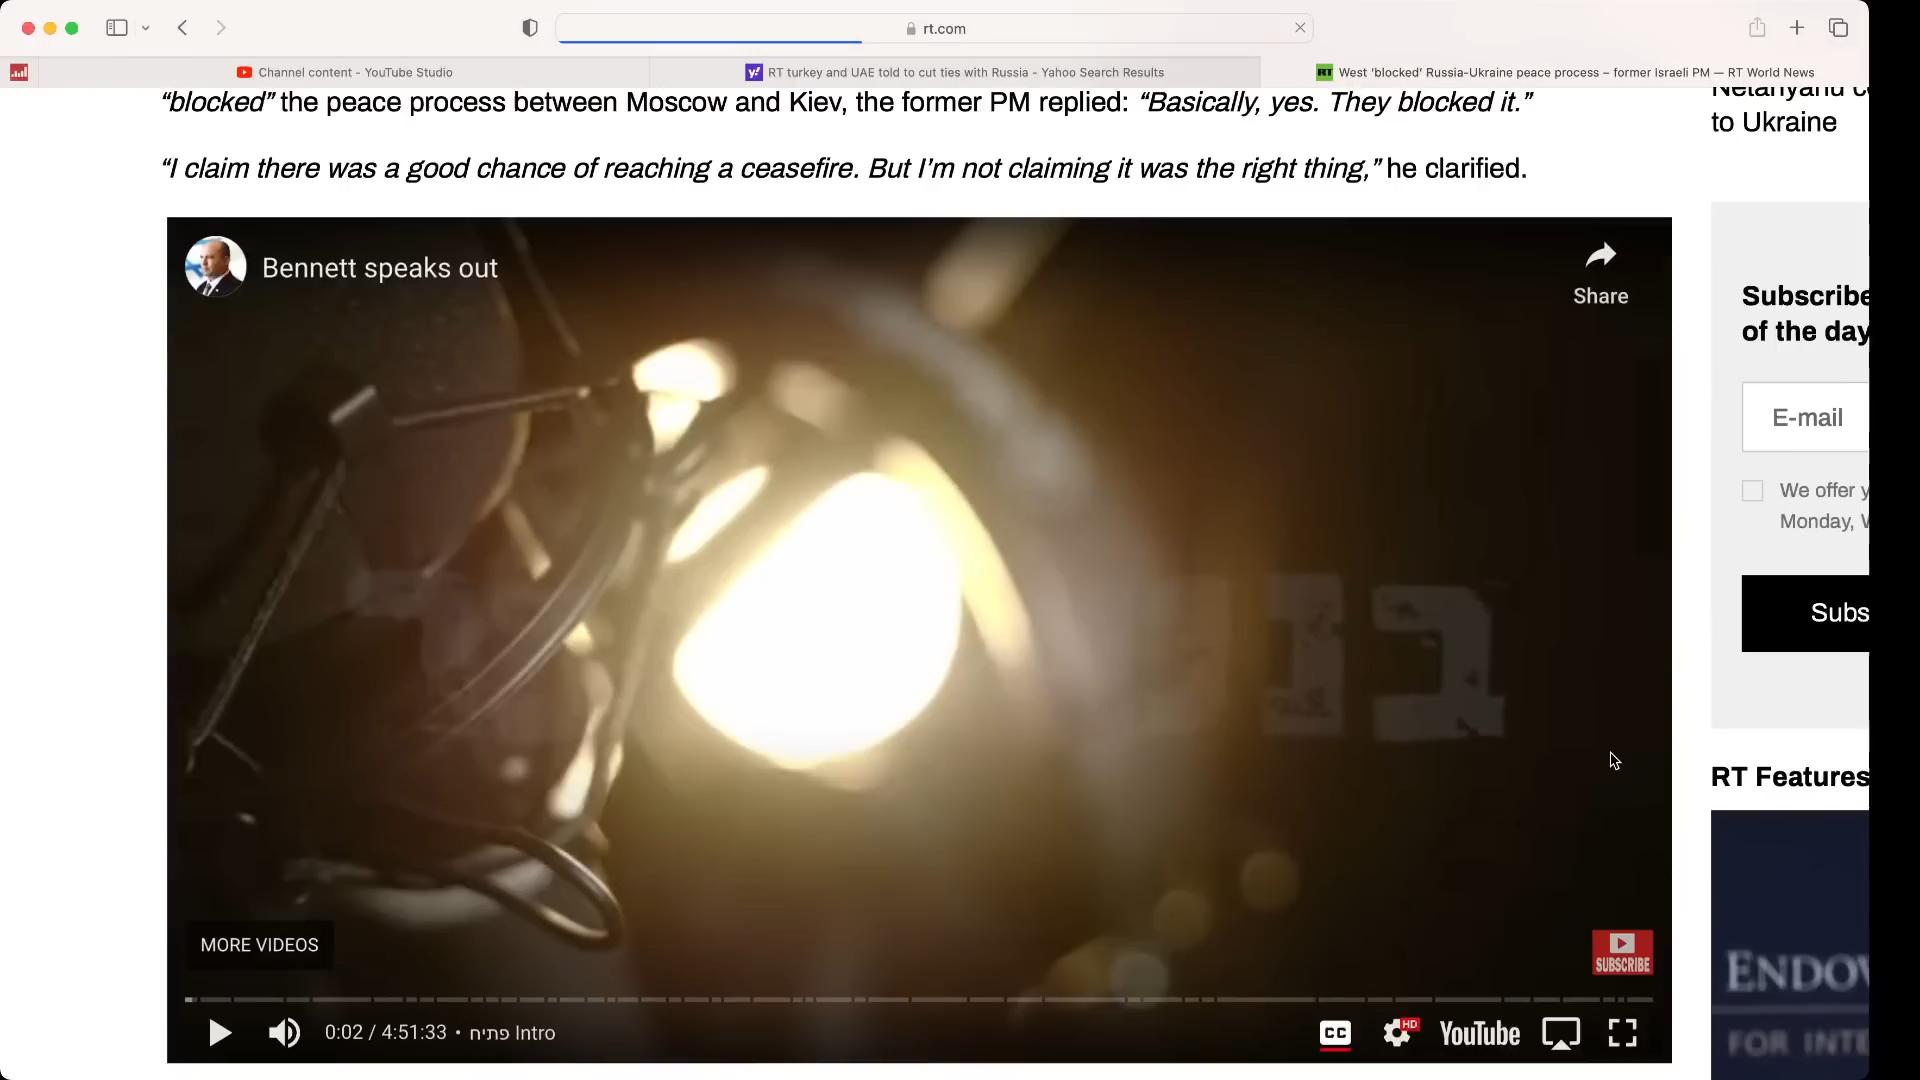 rt.com
Channel content - YouTube Studio
RT turkey and UAE told to cut ties with Russia - Yahoo Search Results
RT
West 'blocked' Russia-Ukraine peace process – former Israeli PM — RT World News
“blocked” the peace process between Moscow and Kiev, the former PM replied: “Basically, yes. They blocked it.”
“I claim there was a good chance of reaching a ceasefire. But I’m not claiming it was the right thing,” he clarified.
to Ukraine
Bennett speaks out
Share
Subscribe
of the day
E-mail
We offer y
Monday,
Subs
RT Features
בנ
MORE VIDEOS
SUBSCRIBE
0:02 / 4:51:33 • פתיח Intro
CC
HD
YouTube
ENDOW
FOR INTE